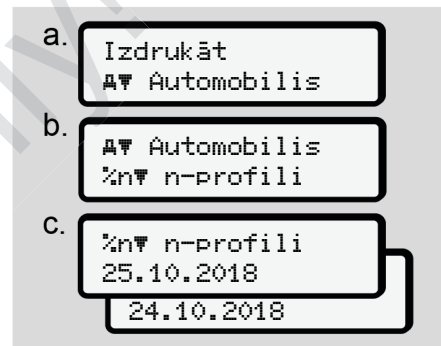 a.
Izdrukāt
A▼ Automobilis
b.
A▼ Automobilis
%n▼ n-profili
c.
%n▼ n-profili
25.10.2018
24.10.2018